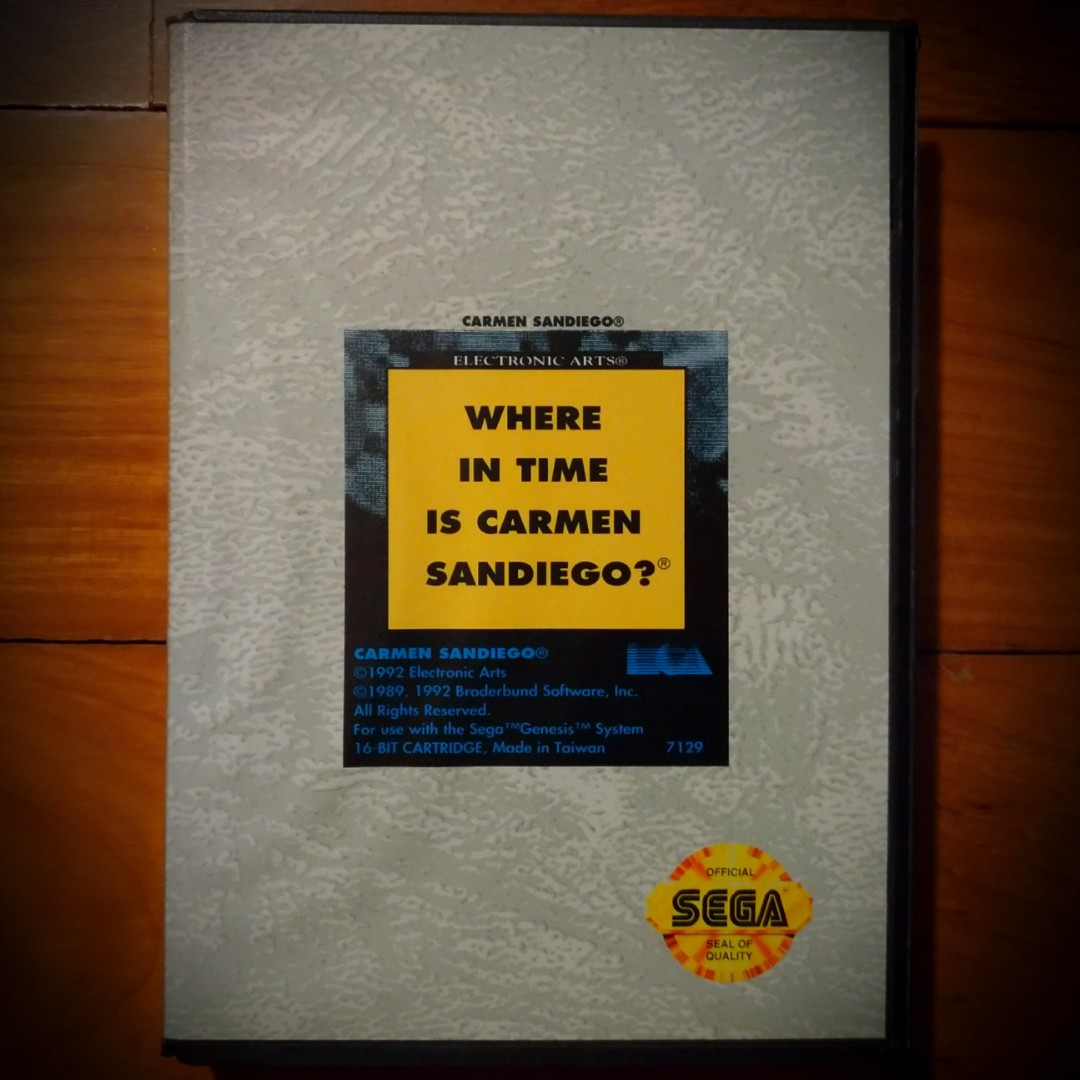 CARMEN SANDIEGO®
ELECTRONIC ARTS®
WHERE
IN TIME
IS CARMEN
SANDIEGO?®
CARMEN SANDIEGO®
EA
©1992 Electronic Arts
©1989, 1992 Broderbund Software, Inc.
All Rights Reserved.
For use with the Sega™Genesis™ System
16-BIT CARTRIDGE, Made in Taiwan 7129
OFFICIAL
SEGA
SEAL OF
QUALITY